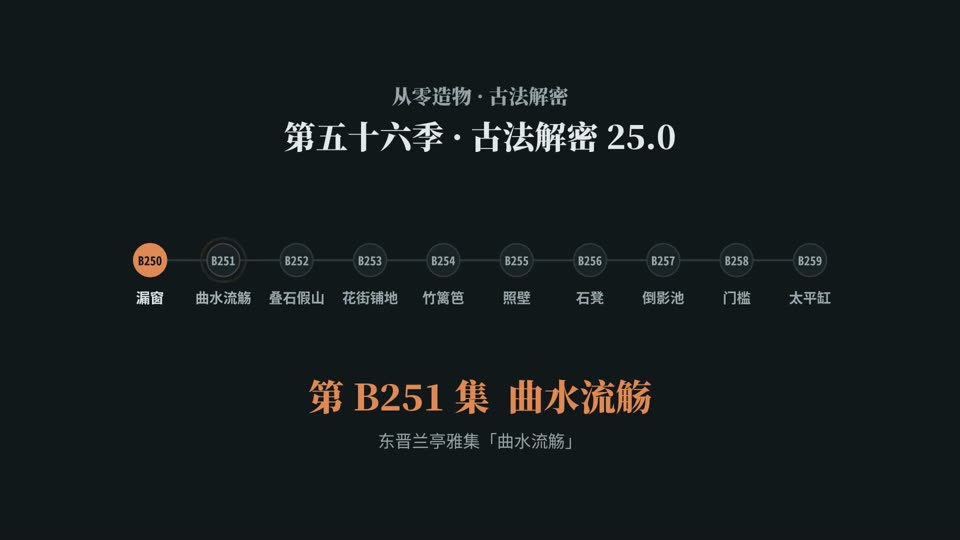 从零造物 · 古法解密
第五十六季 · 古法解密 25.0
B250 B251 B252 B253 B254 B255 B256 B257 B258 B259
漏窗 曲水流觞 叠石假山 花街铺地 竹篱笆 照壁 石凳 倒影池 门槛 太平缸
第 B251 集 曲水流觞
东晋兰亭雅集「曲水流觞」